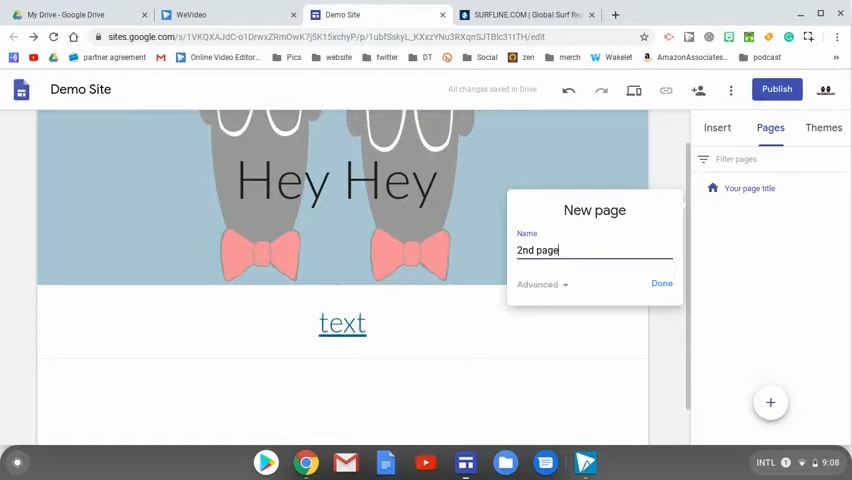 My Drive - Google Drive
WeVideo
Demo Site
SURFLINE.COM | Global Surf Re
sites.google.com/s/1VKQXAJdC-o1DrwxZRmOwK7j5K15xchyP/p/1ubfSskyL_KXxzYNu3RXqnSJTBlc31tTH/edit
partner agreement
Online Video Editor...
Pics
website
twitter
DT
Social
zen
merch
Wakelet
AmazonAssociates...
podcast
Demo Site
All changes saved in Drive
Publish
Insert
Pages
Themes
Filter pages
Your page title
Hey Hey
New page
Name
2nd page
Advanced
Done
text
INTL
1
9:08